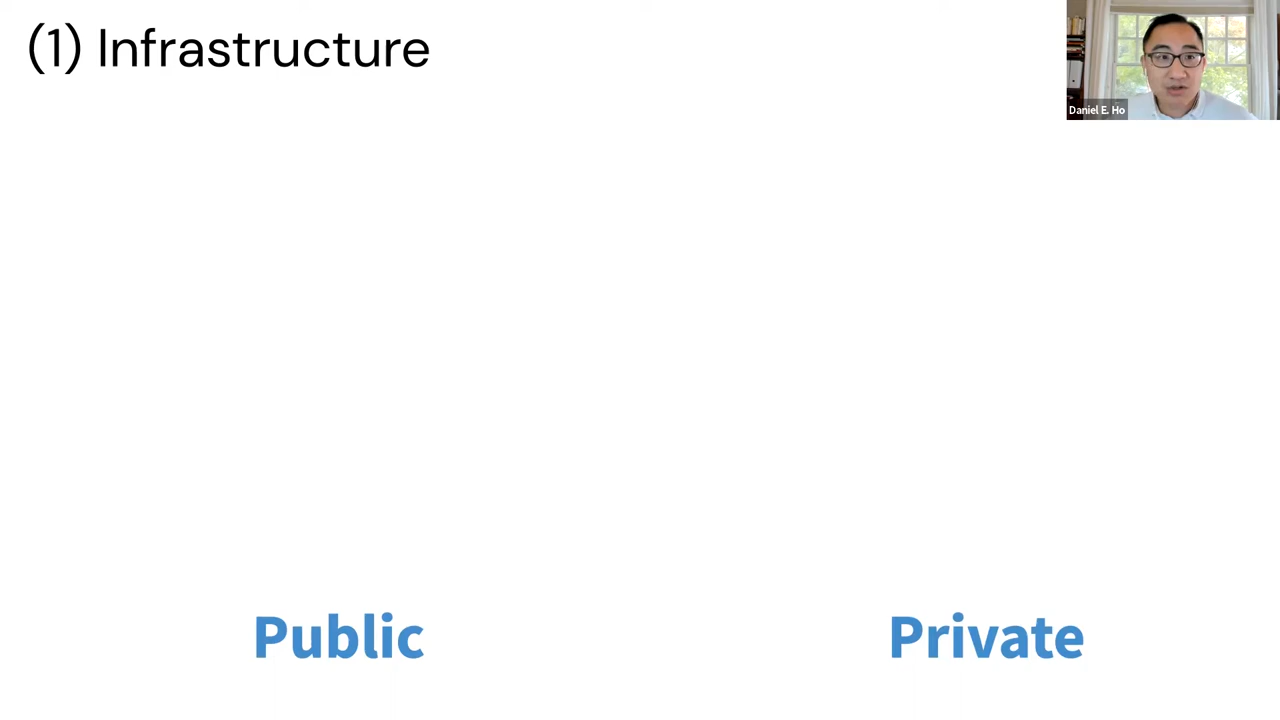 (1) Infrastructure
Daniel E. Ho
Public
Private